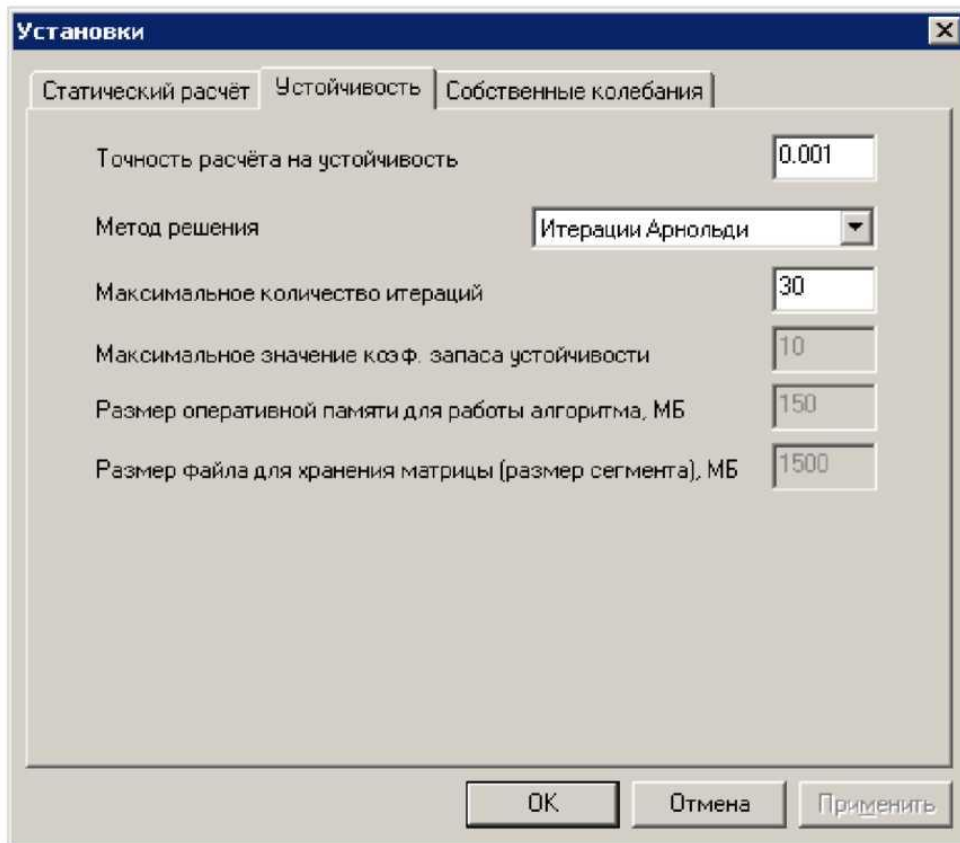 Установки
Статический расчёт Устойчивость Собственные колебания
Точность расчёта на устойчивость 0.001
Метод решения Итерации Арнольди
Максимальное количество итераций 30
Максимальное значение коэф. запаса устойчивости 10
Размер оперативной памяти для работы алгоритма, МБ 150
Размер файла для хранения матрицы (размер сегмента), МБ 1500
OK Отмена Применить